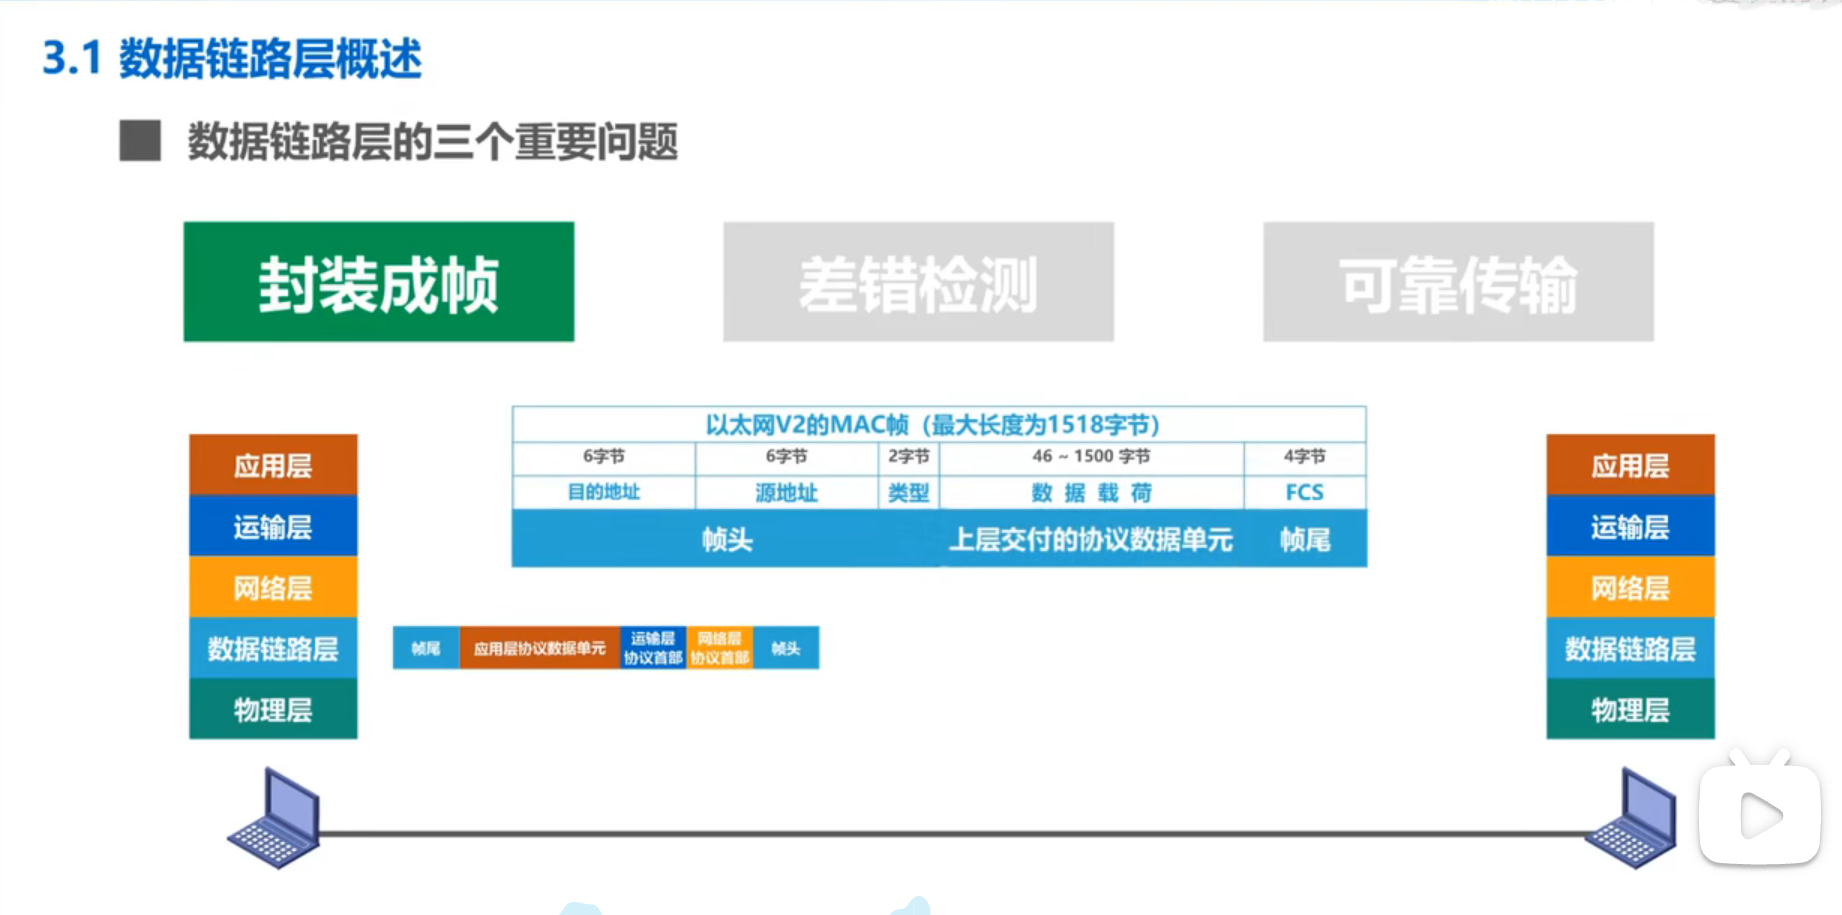 3.1 数据链路层概述
数据链路层的三个重要问题
封装成帧
差错检测
可靠传输
以太网V2的MAC帧（最大长度为1518字节）
6字节 6字节 2字节 46 ~ 1500 字节 4字节
目的地址 源地址 类型 数 据 载 荷 FCS
帧头 上层交付的协议数据单元 帧尾
应用层
运输层
网络层
数据链路层
物理层
帧尾 应用层协议数据单元 运输层协议首部 网络层协议首部 帧头
应用层
运输层
网络层
数据链路层
物理层